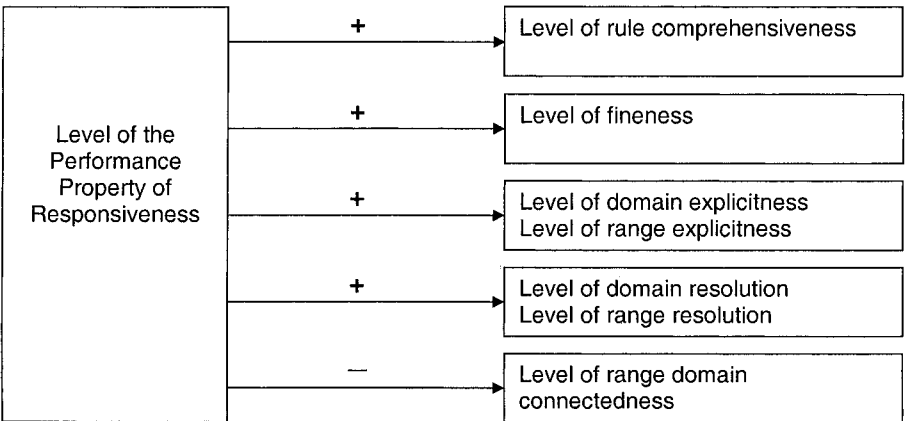 Level of the
Performance
Property of
Responsiveness
+
Level of rule comprehensiveness
+
Level of fineness
+
Level of domain explicitness
Level of range explicitness
+
Level of domain resolution
Level of range resolution
—
Level of range domain
connectedness